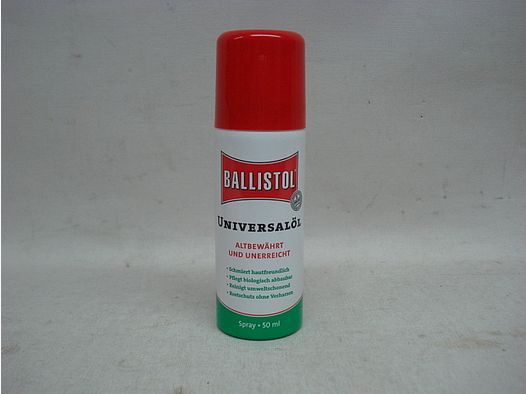 BALLISTOL
UNIVERSALÖL
ALTBEWÄHRT
UND UNERREICHT
• Schmiert hautfreundlich
• Pflegt biologisch abbaubar
• Reinigt umweltschonend
• Rostschutz ohne Verharzen
Spray • 50 ml